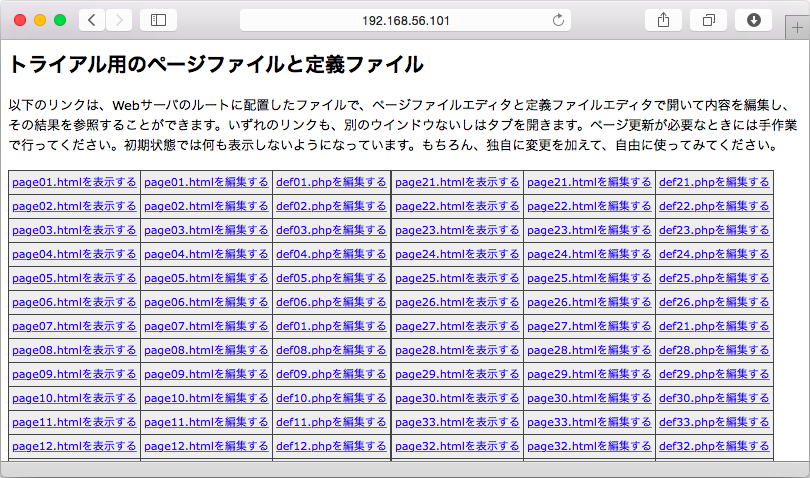 192.168.56.101
トライアル用のページファイルと定義ファイル
以下のリンクは、Webサーバのルートに配置したファイルで、ページファイルエディタと定義ファイルエディタで開いて内容を編集し、
その結果を参照することができます。いずれのリンクも、別のウインドウないしはタブを開きます。ページ更新が必要なときには手作業
で行ってください。初期状態では何も表示しないようになっています。もちろん、独自に変更を加えて、自由に使ってみてください。
page01.htmlを表示する page01.htmlを編集する def01.phpを編集する page21.htmlを表示する page21.htmlを編集する def21.phpを編集する
page02.htmlを表示する page02.htmlを編集する def02.phpを編集する page22.htmlを表示する page22.htmlを編集する def22.phpを編集する
page03.htmlを表示する page03.htmlを編集する def03.phpを編集する page23.htmlを表示する page23.htmlを編集する def23.phpを編集する
page04.htmlを表示する page04.htmlを編集する def04.phpを編集する page24.htmlを表示する page24.htmlを編集する def24.phpを編集する
page05.htmlを表示する page05.htmlを編集する def05.phpを編集する page25.htmlを表示する page25.htmlを編集する def25.phpを編集する
page06.htmlを表示する page06.htmlを編集する def06.phpを編集する page26.htmlを表示する page26.htmlを編集する def26.phpを編集する
page07.htmlを表示する page07.htmlを編集する def01.phpを編集する page27.htmlを表示する page27.htmlを編集する def21.phpを編集する
page08.htmlを表示する page08.htmlを編集する def08.phpを編集する page28.htmlを表示する page28.htmlを編集する def28.phpを編集する
page09.htmlを表示する page09.htmlを編集する def09.phpを編集する page29.htmlを表示する page29.htmlを編集する def29.phpを編集する
page10.htmlを表示する page10.htmlを編集する def10.phpを編集する page30.htmlを表示する page30.htmlを編集する def30.phpを編集する
page11.htmlを表示する page11.htmlを編集する def11.phpを編集する page33.htmlを表示する page33.htmlを編集する def33.phpを編集する
page12.htmlを表示する page12.htmlを編集する def12.phpを編集する page32.htmlを表示する page32.htmlを編集する def32.phpを編集する